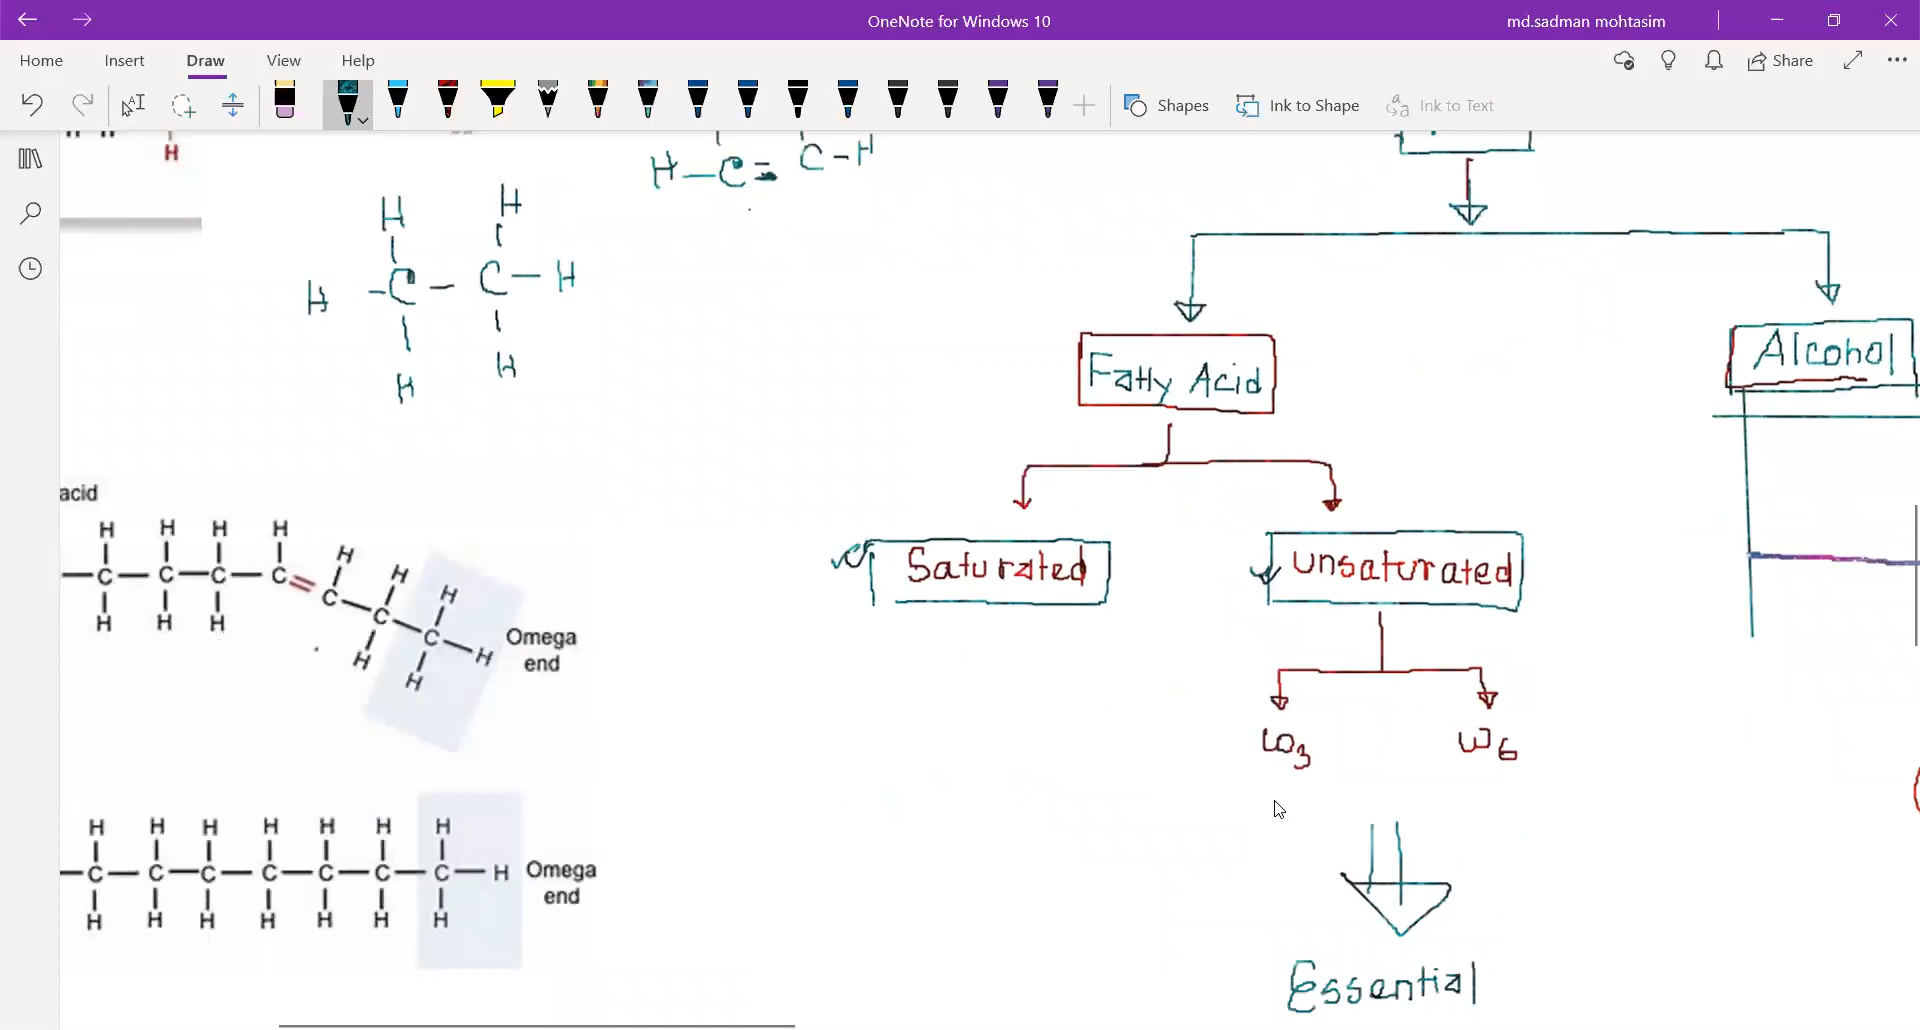 OneNote for Windows 10
md.sadman mohtasim
Home Insert Draw View Help
Share
Shapes Ink to Shape Ink to Text
H
H–C= C–H
H H
H –C – C–H
H H
Fatty Acid
Alcohol
acid
H H H H
H H H
C C C C C C C
H H H H H H
Omega
end
Saturated
unsaturated
ω3 ω6
H H H H H H H
C C C C C C C H
H H H H H H H
Omega
end
Essential